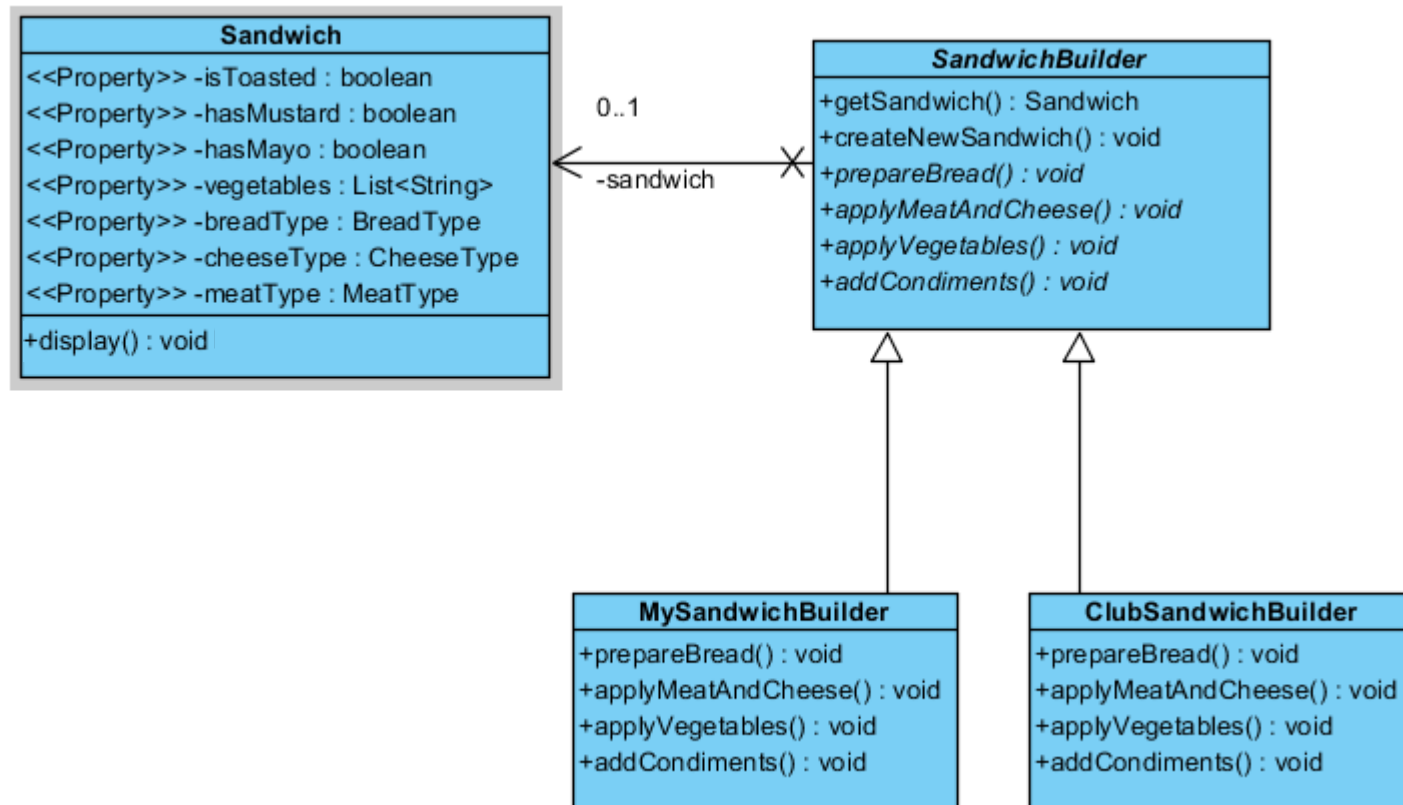 Sandwich
<<Property>> -isToasted : boolean
<<Property>> -hasMustard : boolean
<<Property>> -hasMayo : boolean
<<Property>> -vegetables : List<String>
<<Property>> -breadType : BreadType
<<Property>> -cheeseType : CheeseType
<<Property>> -meatType : MeatType
+display() : void
0..1
-sandwich
SandwichBuilder
+getSandwich() : Sandwich
+createNewSandwich() : void
+prepareBread() : void
+applyMeatAndCheese() : void
+applyVegetables() : void
+addCondiments() : void
MySandwichBuilder
+prepareBread() : void
+applyMeatAndCheese() : void
+applyVegetables() : void
+addCondiments() : void
ClubSandwichBuilder
+prepareBread() : void
+applyMeatAndCheese() : void
+applyVegetables() : void
+addCondiments() : void